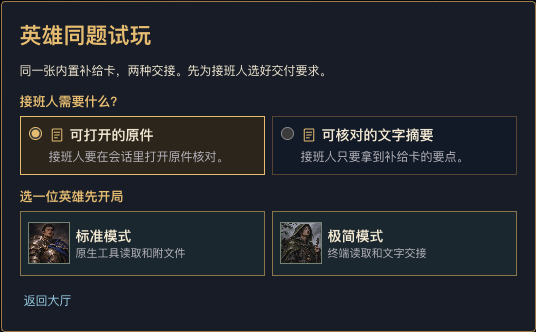 英雄同题试玩
同一张内置补给卡，两种交接。先为接班人选好交付要求。
接班人需要什么？
可打开的原件
接班人要在会话里打开原件核对。
可核对的文字摘要
接班人只要拿到补给卡的要点。
选一位英雄先开局
标准模式
原生工具读取和附文件
极简模式
终端读取和文字交接
返回大厅